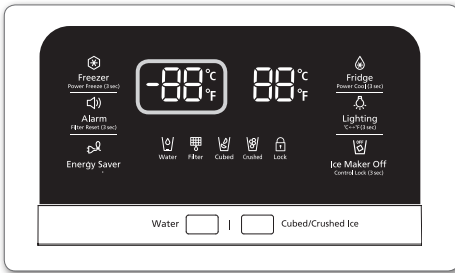 Freezer
Power Freeze (3 sec)
Alarm
Filter Reset (3 sec)
Energy Saver
-88 °C °F
88 °C °F
Water Filter Cubed Crushed Lock
Fridge
Power Cool (3 sec)
Lighting
°C↔°F (3 sec)
OFF
Ice Maker Off
Control Lock (3 sec)
Water | Cubed/Crushed Ice